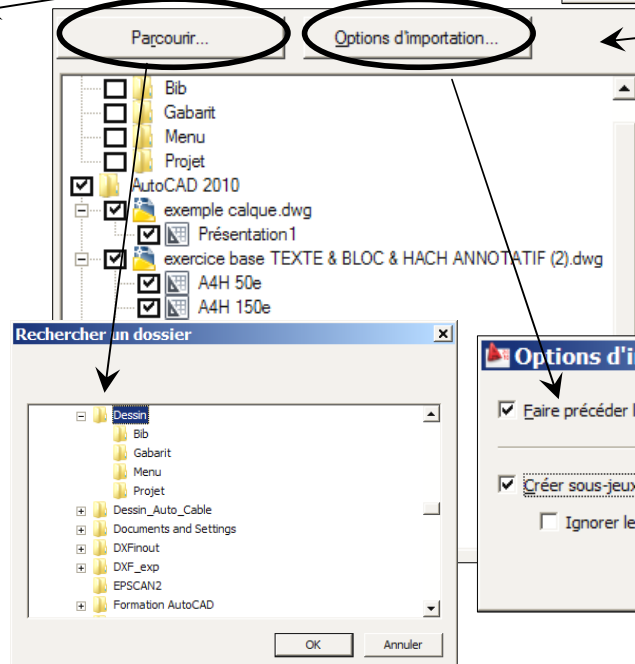 Parcourir... Options d'importation...
Bib
Gabarit
Menu
Projet
AutoCAD 2010
exemple calque.dwg
Présentation1
exercice base TEXTE & BLOC & HACH ANNOTATIF (2).dwg
A4H 50e
A4H 150e
Rechercher un dossier
Dessin
Bib
Gabarit
Menu
Projet
Dessin_Auto_Cable
Documents and Settings
DXFinout
DXF_exp
EPSCAN2
Formation AutoCAD
OK Annuler
Options d'i
Faire précéder l
Créer sous-jeux
Ignorer le